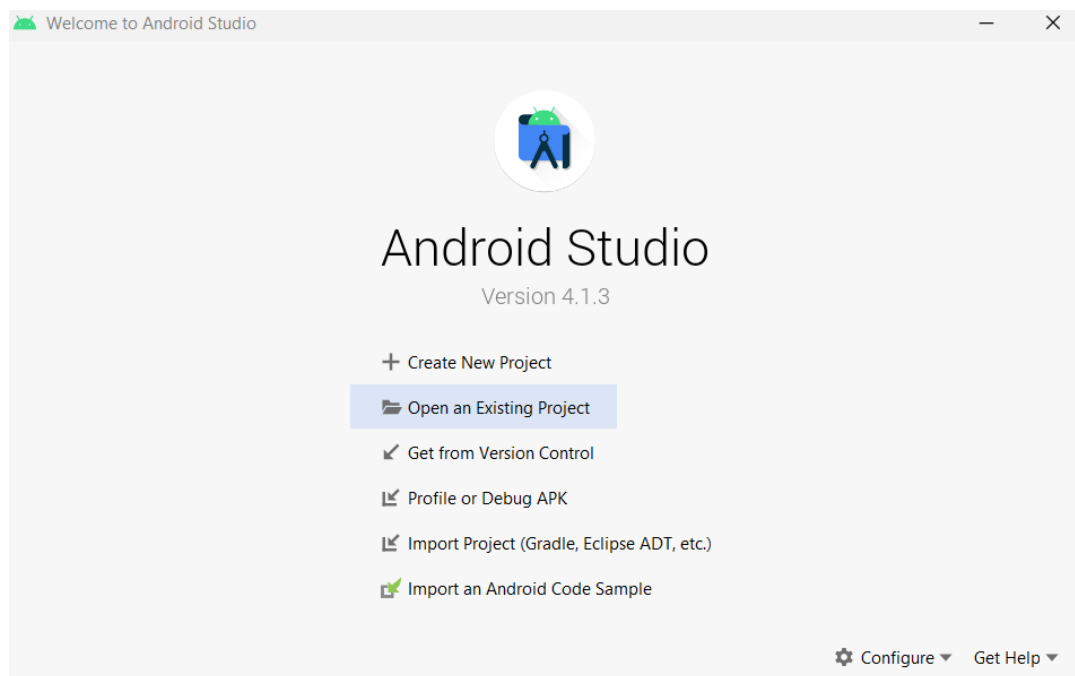 Welcome to Android Studio
Android Studio
Version 4.1.3
Create New Project
Open an Existing Project
Get from Version Control
Profile or Debug APK
Import Project (Gradle, Eclipse ADT, etc.)
Import an Android Code Sample
Configure Get Help